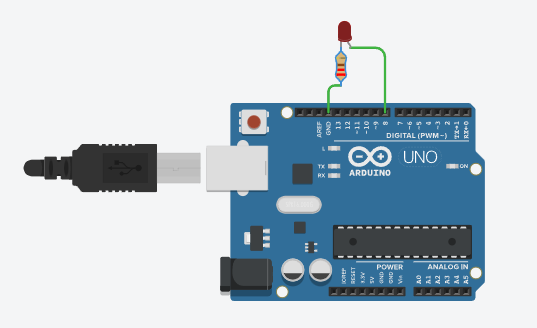 AREF
GND
13
12
~11
~10
~9
8
7
~6
~5
4
~3
2
TX→1
RX←0
DIGITAL (PWM~)
L
TX
RX
UNO
ARDUINO
ON
POWER
ANALOG IN
IOREF
RESET
3.3V
5V
GND
GND
Vin
A0
A1
A2
A3
A4
A5